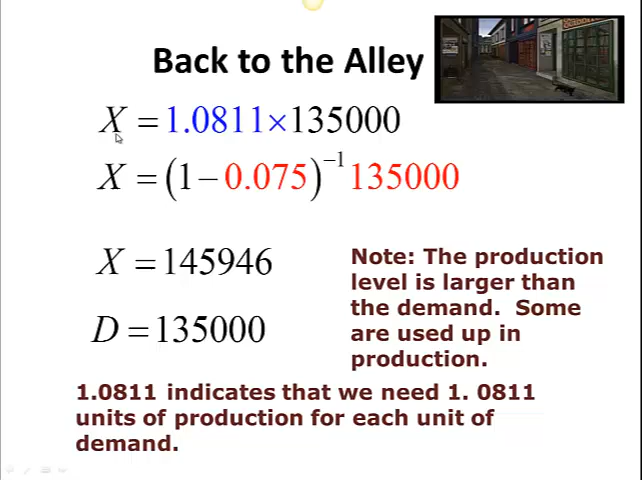 Back to the Alley
X = 1.0811×135000
X = (1 − 0.075)⁻¹ 135000
X = 145946
D = 135000
Note: The production
level is larger than
the demand. Some
are used up in
production.
1.0811 indicates that we need 1. 0811
units of production for each unit of
demand.